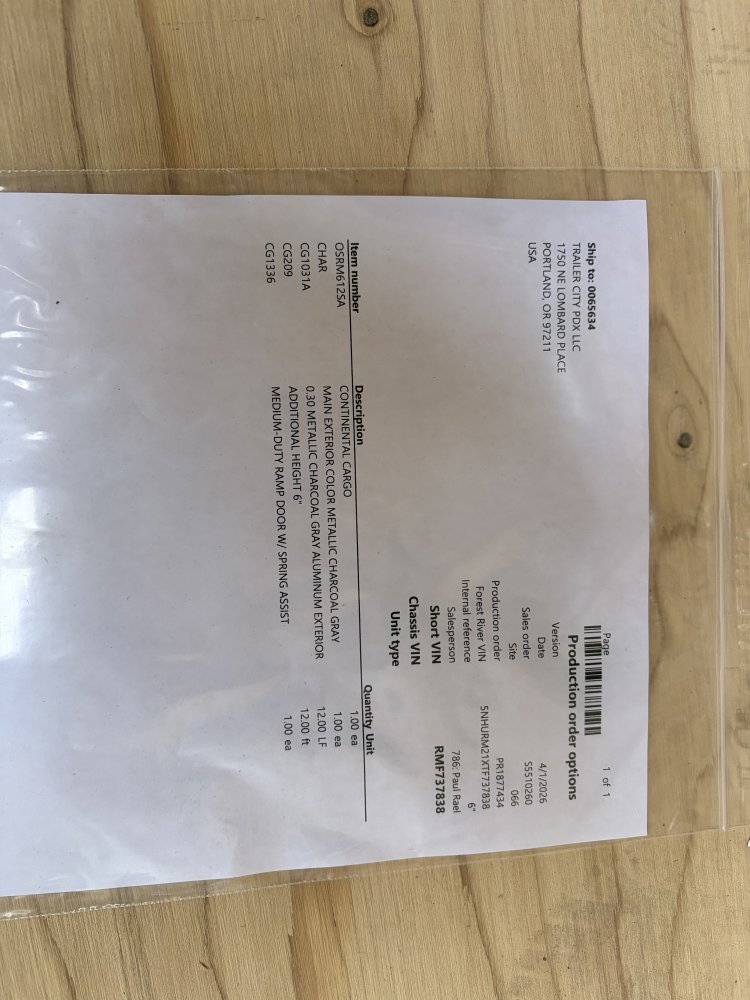 Page 1 of 1
Production order options
Ship to: 0065634
TRAILER CITY PDX LLC
1750 NE LOMBARD PLACE
PORTLAND, OR 97211
USA
Version
Date 4/1/2026
Sales order S5510260
Site 066
Production order PR1877434
Forest River VIN 5NHURM21XTF737838
Internal reference 6"
Salesperson 786: Paul Rael
Short VIN RMF737838
Chassis VIN
Unit type
Item number Description Quantity Unit
OSRM612SA CONTINENTAL CARGO 1.00 ea
CHAR MAIN EXTERIOR COLOR METALLIC CHARCOAL GRAY 1.00 ea
CG1031A 0.30 METALLIC CHARCOAL GRAY ALUMINUM EXTERIOR 12.00 LF
CG209 ADDITIONAL HEIGHT 6" 12.00 ft
CG1336 MEDIUM-DUTY RAMP DOOR W/ SPRING ASSIST 1.00 ea